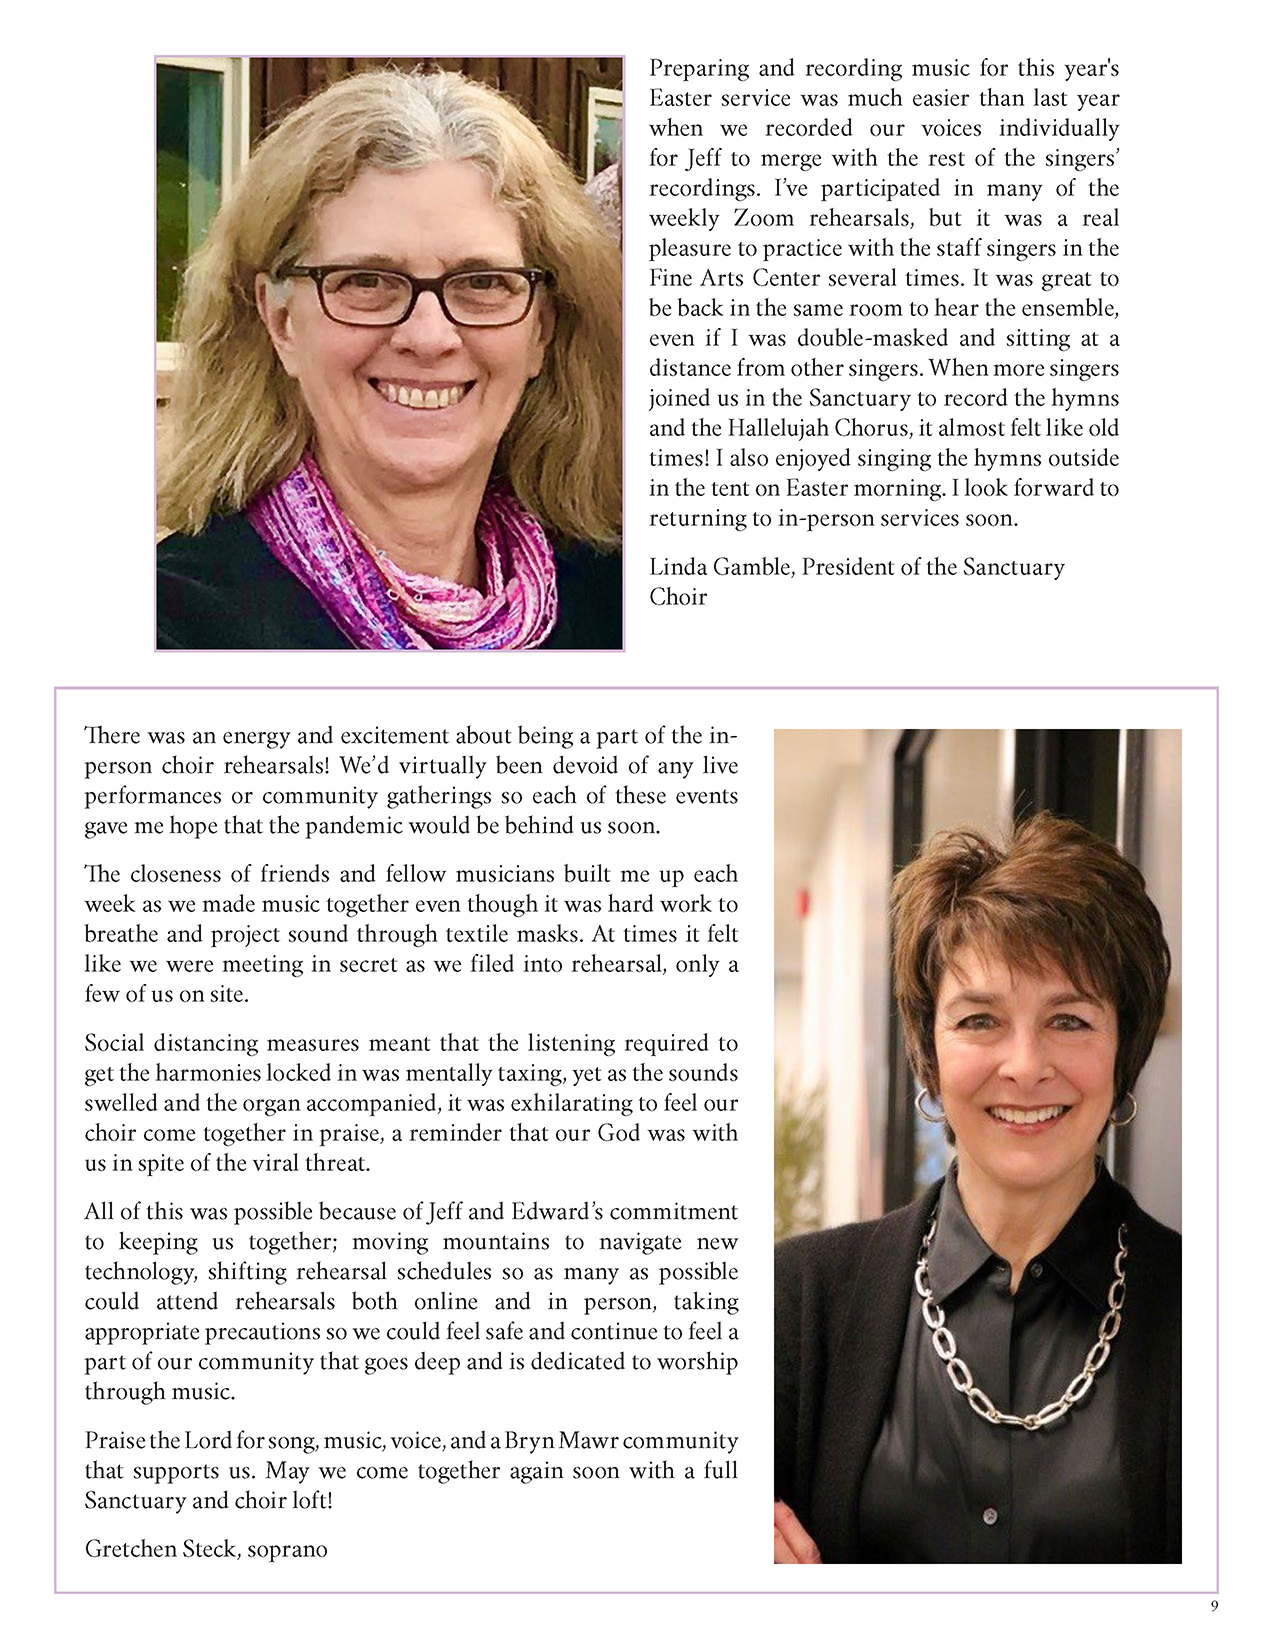 Preparing and recording music for this year's
Easter service was much easier than last year
when we recorded our voices individually
for Jeff to merge with the rest of the singers’
recordings. I’ve participated in many of the
weekly Zoom rehearsals, but it was a real
pleasure to practice with the staff singers in the
Fine Arts Center several times. It was great to
be back in the same room to hear the ensemble,
even if I was double-masked and sitting at a
distance from other singers. When more singers
joined us in the Sanctuary to record the hymns
and the Hallelujah Chorus, it almost felt like old
times! I also enjoyed singing the hymns outside
in the tent on Easter morning. I look forward to
returning to in-person services soon.
Linda Gamble, President of the Sanctuary
Choir
There was an energy and excitement about being a part of the in-
person choir rehearsals! We’d virtually been devoid of any live
performances or community gatherings so each of these events
gave me hope that the pandemic would be behind us soon.
The closeness of friends and fellow musicians built me up each
week as we made music together even though it was hard work to
breathe and project sound through textile masks. At times it felt
like we were meeting in secret as we filed into rehearsal, only a
few of us on site.
Social distancing measures meant that the listening required to
get the harmonies locked in was mentally taxing, yet as the sounds
swelled and the organ accompanied, it was exhilarating to feel our
choir come together in praise, a reminder that our God was with
us in spite of the viral threat.
All of this was possible because of Jeff and Edward’s commitment
to keeping us together; moving mountains to navigate new
technology, shifting rehearsal schedules so as many as possible
could attend rehearsals both online and in person, taking
appropriate precautions so we could feel safe and continue to feel a
part of our community that goes deep and is dedicated to worship
through music.
Praise the Lord for song, music, voice, and a Bryn Mawr community
that supports us. May we come together again soon with a full
Sanctuary and choir loft!
Gretchen Steck, soprano
9